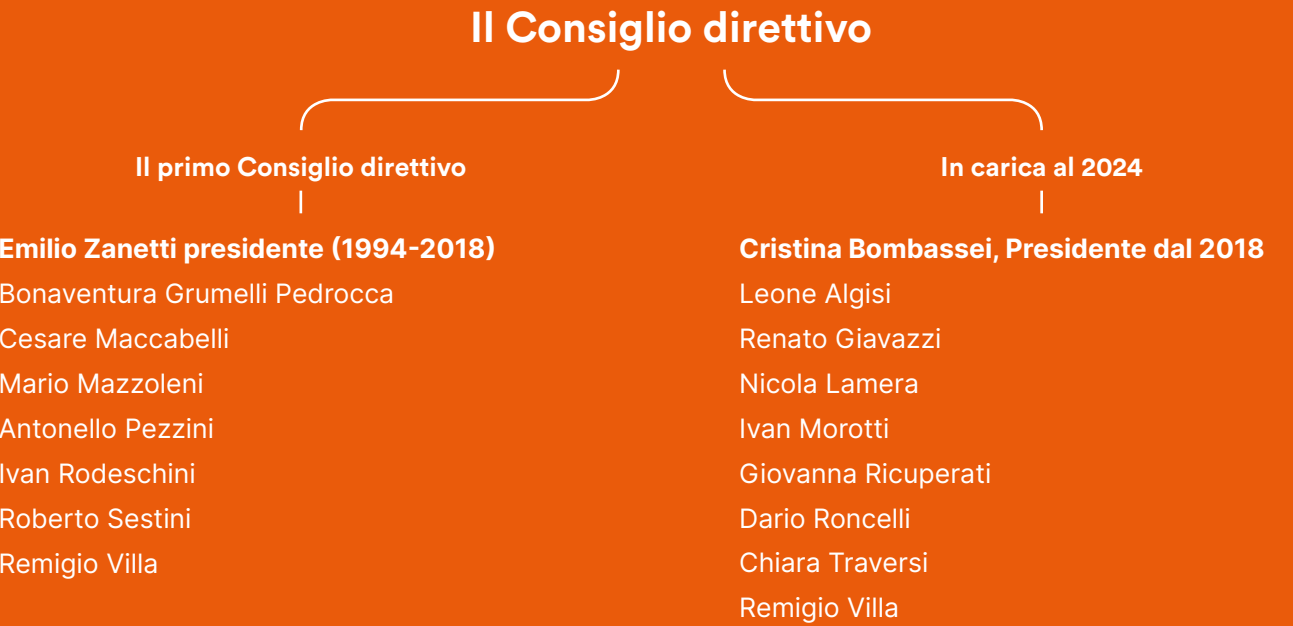 Il Consiglio direttivo
Il primo Consiglio direttivo
Emilio Zanetti presidente (1994-2018)
Bonaventura Grumelli Pedrocca
Cesare Maccabelli
Mario Mazzoleni
Antonello Pezzini
Ivan Rodeschini
Roberto Sestini
Remigio Villa
In carica al 2024
Cristina Bombassei, Presidente dal 2018
Leone Algisi
Renato Giavazzi
Nicola Lamera
Ivan Morotti
Giovanna Ricuperati
Dario Roncelli
Chiara Traversi
Remigio Villa